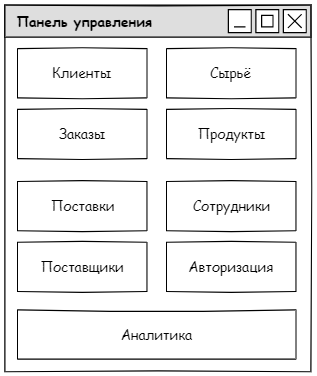 Панель управления
Клиенты
Сырьё
Заказы
Продукты
Поставки
Сотрудники
Поставщики
Авторизация
Аналитика